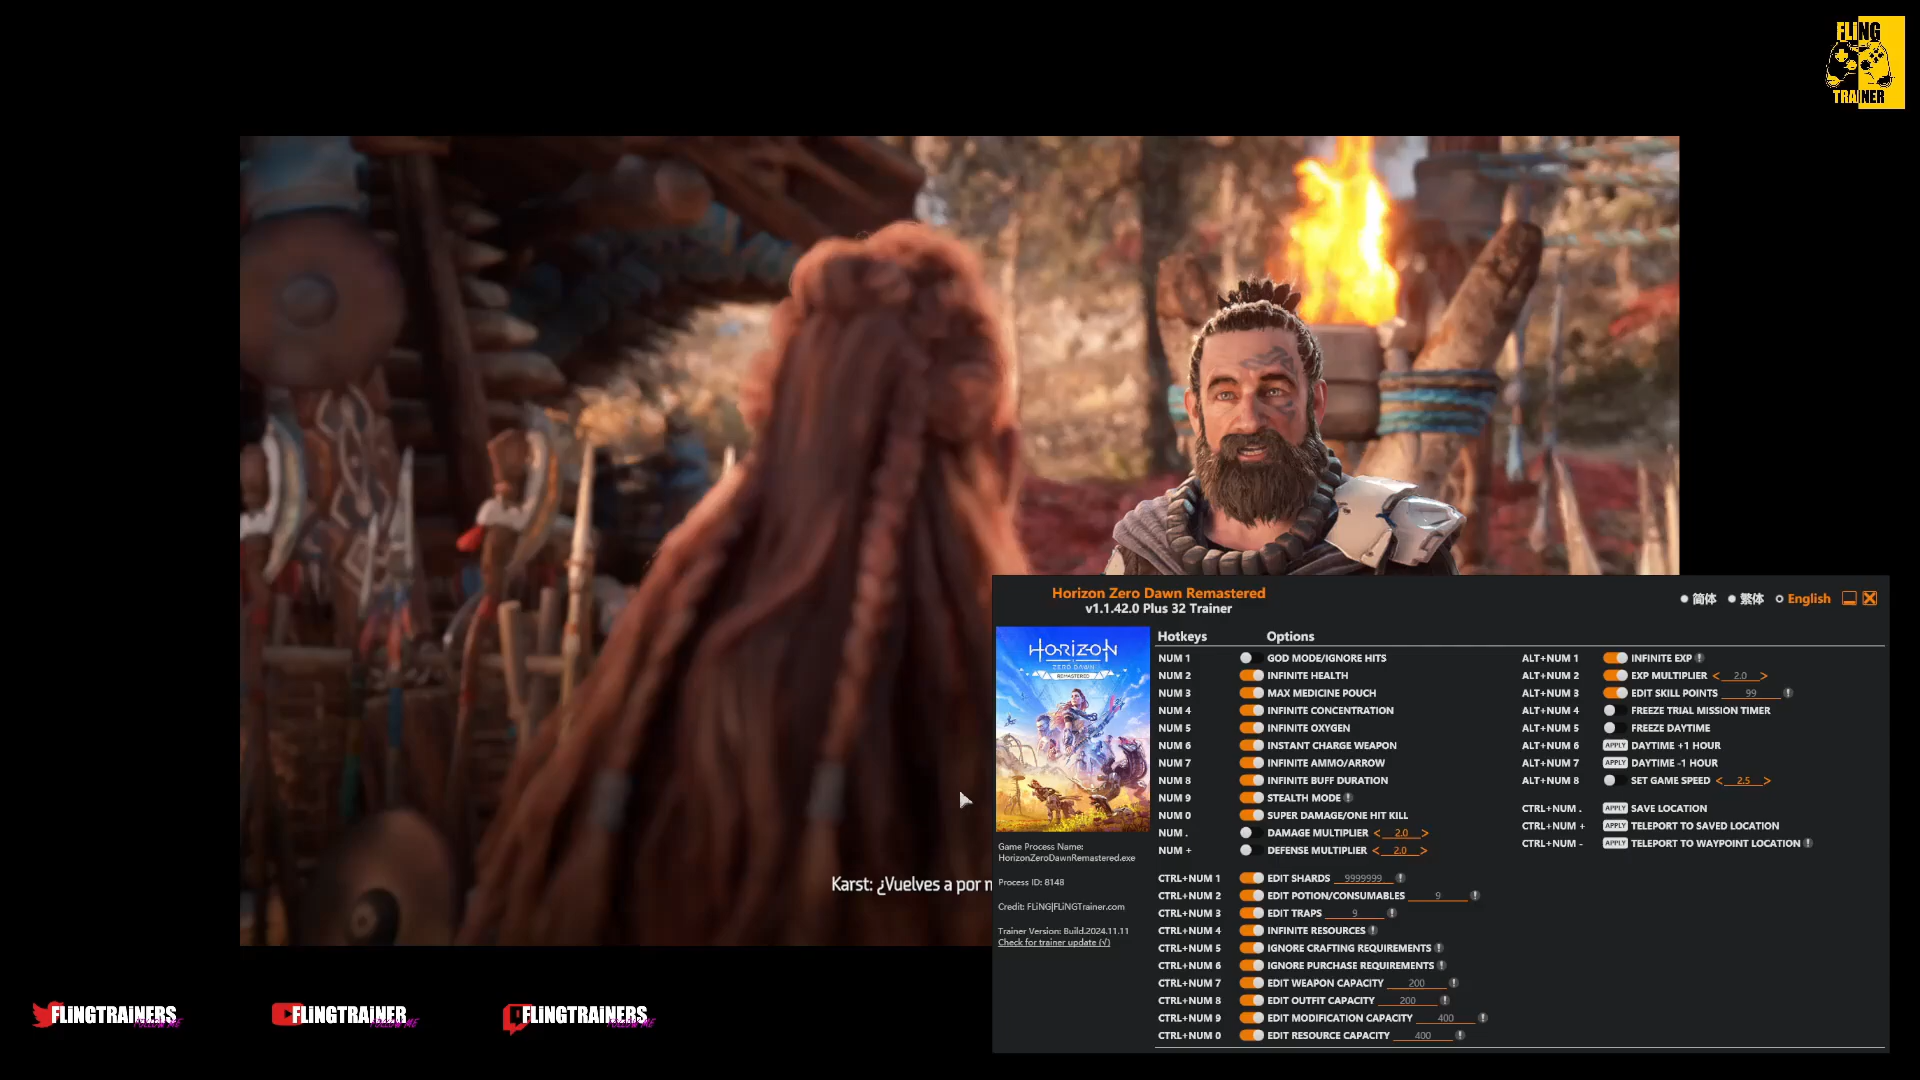 FLiNG
TRAINER
Horizon Zero Dawn Remastered
v1.1.42.0 Plus 32 Trainer
简体
繁体
English
HORIZON
ZERO DAWN
REMASTERED
Hotkeys Options
NUM 1 GOD MODE/IGNORE HITS
NUM 2 INFINITE HEALTH
NUM 3 MAX MEDICINE POUCH
NUM 4 INFINITE CONCENTRATION
NUM 5 INFINITE OXYGEN
NUM 6 INSTANT CHARGE WEAPON
NUM 7 INFINITE AMMO/ARROW
NUM 8 INFINITE BUFF DURATION
NUM 9 STEALTH MODE !
NUM 0 SUPER DAMAGE/ONE HIT KILL
NUM . DAMAGE MULTIPLIER < 2.0 >
NUM + DEFENSE MULTIPLIER < 2.0 >
CTRL+NUM 1 EDIT SHARDS 9999999 !
CTRL+NUM 2 EDIT POTION/CONSUMABLES 9 !
CTRL+NUM 3 EDIT TRAPS 9 !
CTRL+NUM 4 INFINITE RESOURCES !
CTRL+NUM 5 IGNORE CRAFTING REQUIREMENTS !
CTRL+NUM 6 IGNORE PURCHASE REQUIREMENTS !
CTRL+NUM 7 EDIT WEAPON CAPACITY 200 !
CTRL+NUM 8 EDIT OUTFIT CAPACITY 200 !
CTRL+NUM 9 EDIT MODIFICATION CAPACITY 400 !
CTRL+NUM 0 EDIT RESOURCE CAPACITY 400 !
ALT+NUM 1 INFINITE EXP !
ALT+NUM 2 EXP MULTIPLIER < 2.0 >
ALT+NUM 3 EDIT SKILL POINTS 99 !
ALT+NUM 4 FREEZE TRIAL MISSION TIMER
ALT+NUM 5 FREEZE DAYTIME
ALT+NUM 6 APPLY DAYTIME +1 HOUR
ALT+NUM 7 APPLY DAYTIME -1 HOUR
ALT+NUM 8 SET GAME SPEED < 2.5 >
CTRL+NUM . APPLY SAVE LOCATION
CTRL+NUM + APPLY TELEPORT TO SAVED LOCATION
CTRL+NUM - APPLY TELEPORT TO WAYPOINT LOCATION !
Game Process Name:
HorizonZeroDawnRemastered.exe
Process ID: 8148
Credit: FLiNG|FLiNGTrainer.com
Trainer Version: Build.2024.11.11
Check for trainer update (√)
Karst: ¿Vuelves a por
FLiNGTRAINERS
FOLLOW ME
FLiNGTRAINER
FOLLOW ME
FLiNGTRAINERS
FOLLOW ME